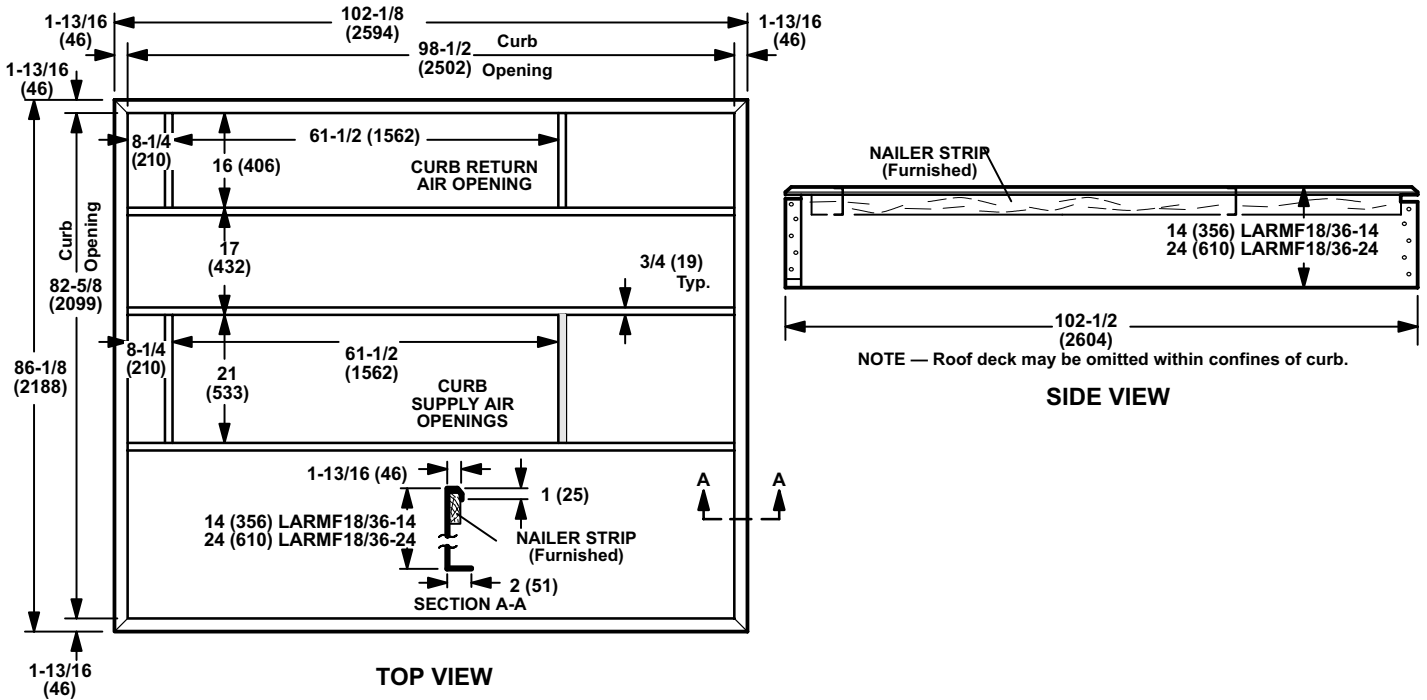 1-13/16
(46)
102-1/8
(2594)
1-13/16
(46)
98-1/2
(2502)
Curb
Opening
1-13/16
(46)
8-1/4
(210)
61-1/2 (1562)
16 (406)
CURB RETURN
AIR OPENING
Curb
Opening
82-5/8
(2099)
17
(432)
3/4 (19)
Typ.
86-1/8
(2188)
8-1/4
(210)
61-1/2
(1562)
21
(533)
CURB
SUPPLY AIR
OPENINGS
1-13/16 (46)
1 (25)
14 (356) LARMF18/36-14
24 (610) LARMF18/36-24
NAILER STRIP
(Furnished)
2 (51)
SECTION A-A
A
A
1-13/16
(46)
TOP VIEW
NAILER STRIP
(Furnished)
14 (356) LARMF18/36-14
24 (610) LARMF18/36-24
102-1/2
(2604)
NOTE — Roof deck may be omitted within confines of curb.
SIDE VIEW